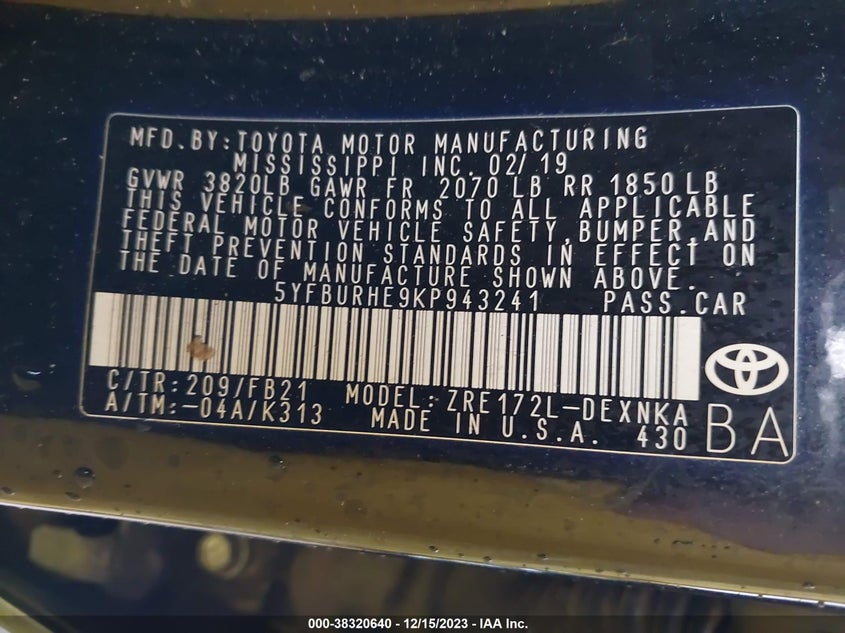 MFD.BY:TOYOTA MOTOR MANUFACTURING
MISSISSIPPI INC. 02/19
GVWR 3820LB GAWR FR 2070 LB RR 1850 LB
THIS VEHICLE CONFORMS TO ALL APPLICABLE
FEDERAL MOTOR VEHICLE SAFETY,BUMPER,AND
THEFT PREVENTION STANDARDS IN EFFECT ON
THE DATE OF MANUFACTURE SHOWN ABOVE.
5YFBURHE9KP943241 PASS.CAR
C/TR:209/FB21 MODEL:ZRE172L-DEXNKA
A/TM:-04A/K313 MADE IN U.S.A. 430 BA
000-38320640 - 12/15/2023 - IAA Inc.